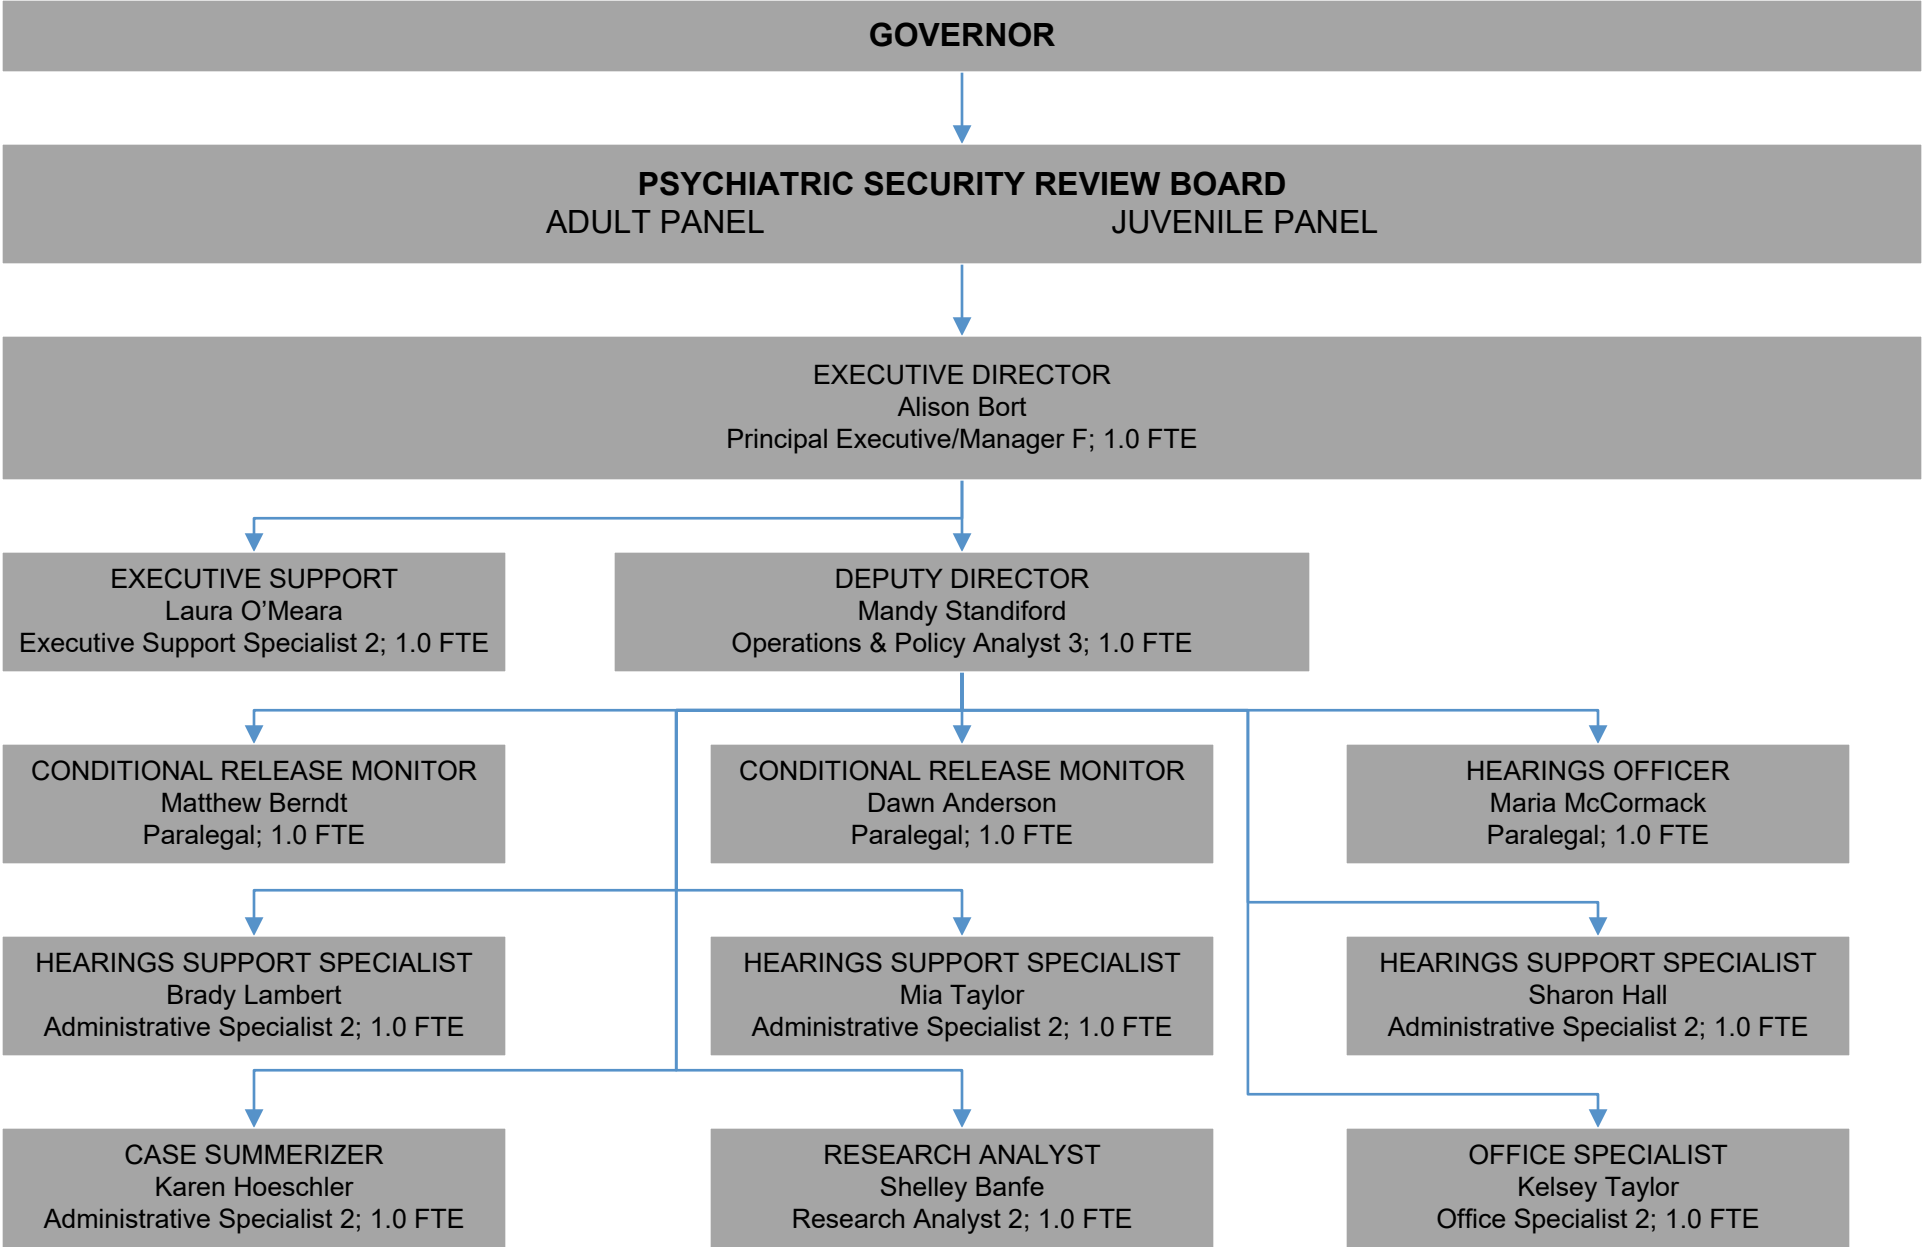 GOVERNOR
PSYCHIATRIC SECURITY REVIEW BOARD
ADULT PANEL JUVENILE PANEL
EXECUTIVE DIRECTOR
Alison Bort
Principal Executive/Manager F; 1.0 FTE
EXECUTIVE SUPPORT
Laura O’Meara
Executive Support Specialist 2; 1.0 FTE
DEPUTY DIRECTOR
Mandy Standiford
Operations & Policy Analyst 3; 1.0 FTE
CONDITIONAL RELEASE MONITOR
Matthew Berndt
Paralegal; 1.0 FTE
CONDITIONAL RELEASE MONITOR
Dawn Anderson
Paralegal; 1.0 FTE
HEARINGS OFFICER
Maria McCormack
Paralegal; 1.0 FTE
HEARINGS SUPPORT SPECIALIST
Brady Lambert
Administrative Specialist 2; 1.0 FTE
HEARINGS SUPPORT SPECIALIST
Mia Taylor
Administrative Specialist 2; 1.0 FTE
HEARINGS SUPPORT SPECIALIST
Sharon Hall
Administrative Specialist 2; 1.0 FTE
CASE SUMMERIZER
Karen Hoeschler
Administrative Specialist 2; 1.0 FTE
RESEARCH ANALYST
Shelley Banfe
Research Analyst 2; 1.0 FTE
OFFICE SPECIALIST
Kelsey Taylor
Office Specialist 2; 1.0 FTE